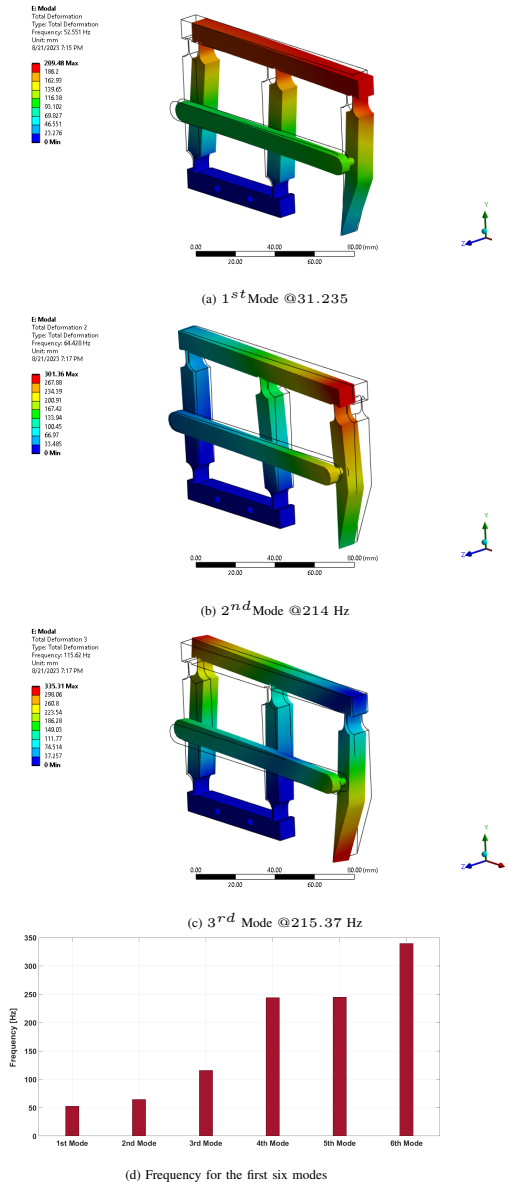 E: Modal
Total Deformation
Type: Total Deformation
Frequency: 52.551 Hz
Unit: mm
8/21/2023 7:15 PM
209.48 Max
186.2
162.93
139.65
116.38
93.102
69.827
46.551
23.276
0 Min
Y
Z
0.00 40.00 80.00 (mm)
20.00 60.00
(a) 1st Mode @31.235
E: Modal
Total Deformation 2
Type: Total Deformation
Frequency: 64.428 Hz
Unit: mm
8/21/2023 7:17 PM
301.36 Max
267.88
234.39
200.91
167.42
133.94
100.45
66.97
33.485
0 Min
Y
Z
0.00 40.00 80.00 (mm)
20.00 60.00
(b) 2nd Mode @214 Hz
E: Modal
Total Deformation 3
Type: Total Deformation
Frequency: 115.62 Hz
Unit: mm
8/21/2023 7:17 PM
335.31 Max
298.06
260.8
223.54
186.28
149.03
111.77
74.514
37.257
0 Min
Y
Z
0.00 40.00 80.00 (mm)
20.00 60.00
(c) 3rd Mode @215.37 Hz
350
300
250
200
150
100
50
0
Frequency [Hz]
1st Mode 2nd Mode 3rd Mode 4th Mode 5th Mode 6th Mode
(d) Frequency for the first six modes